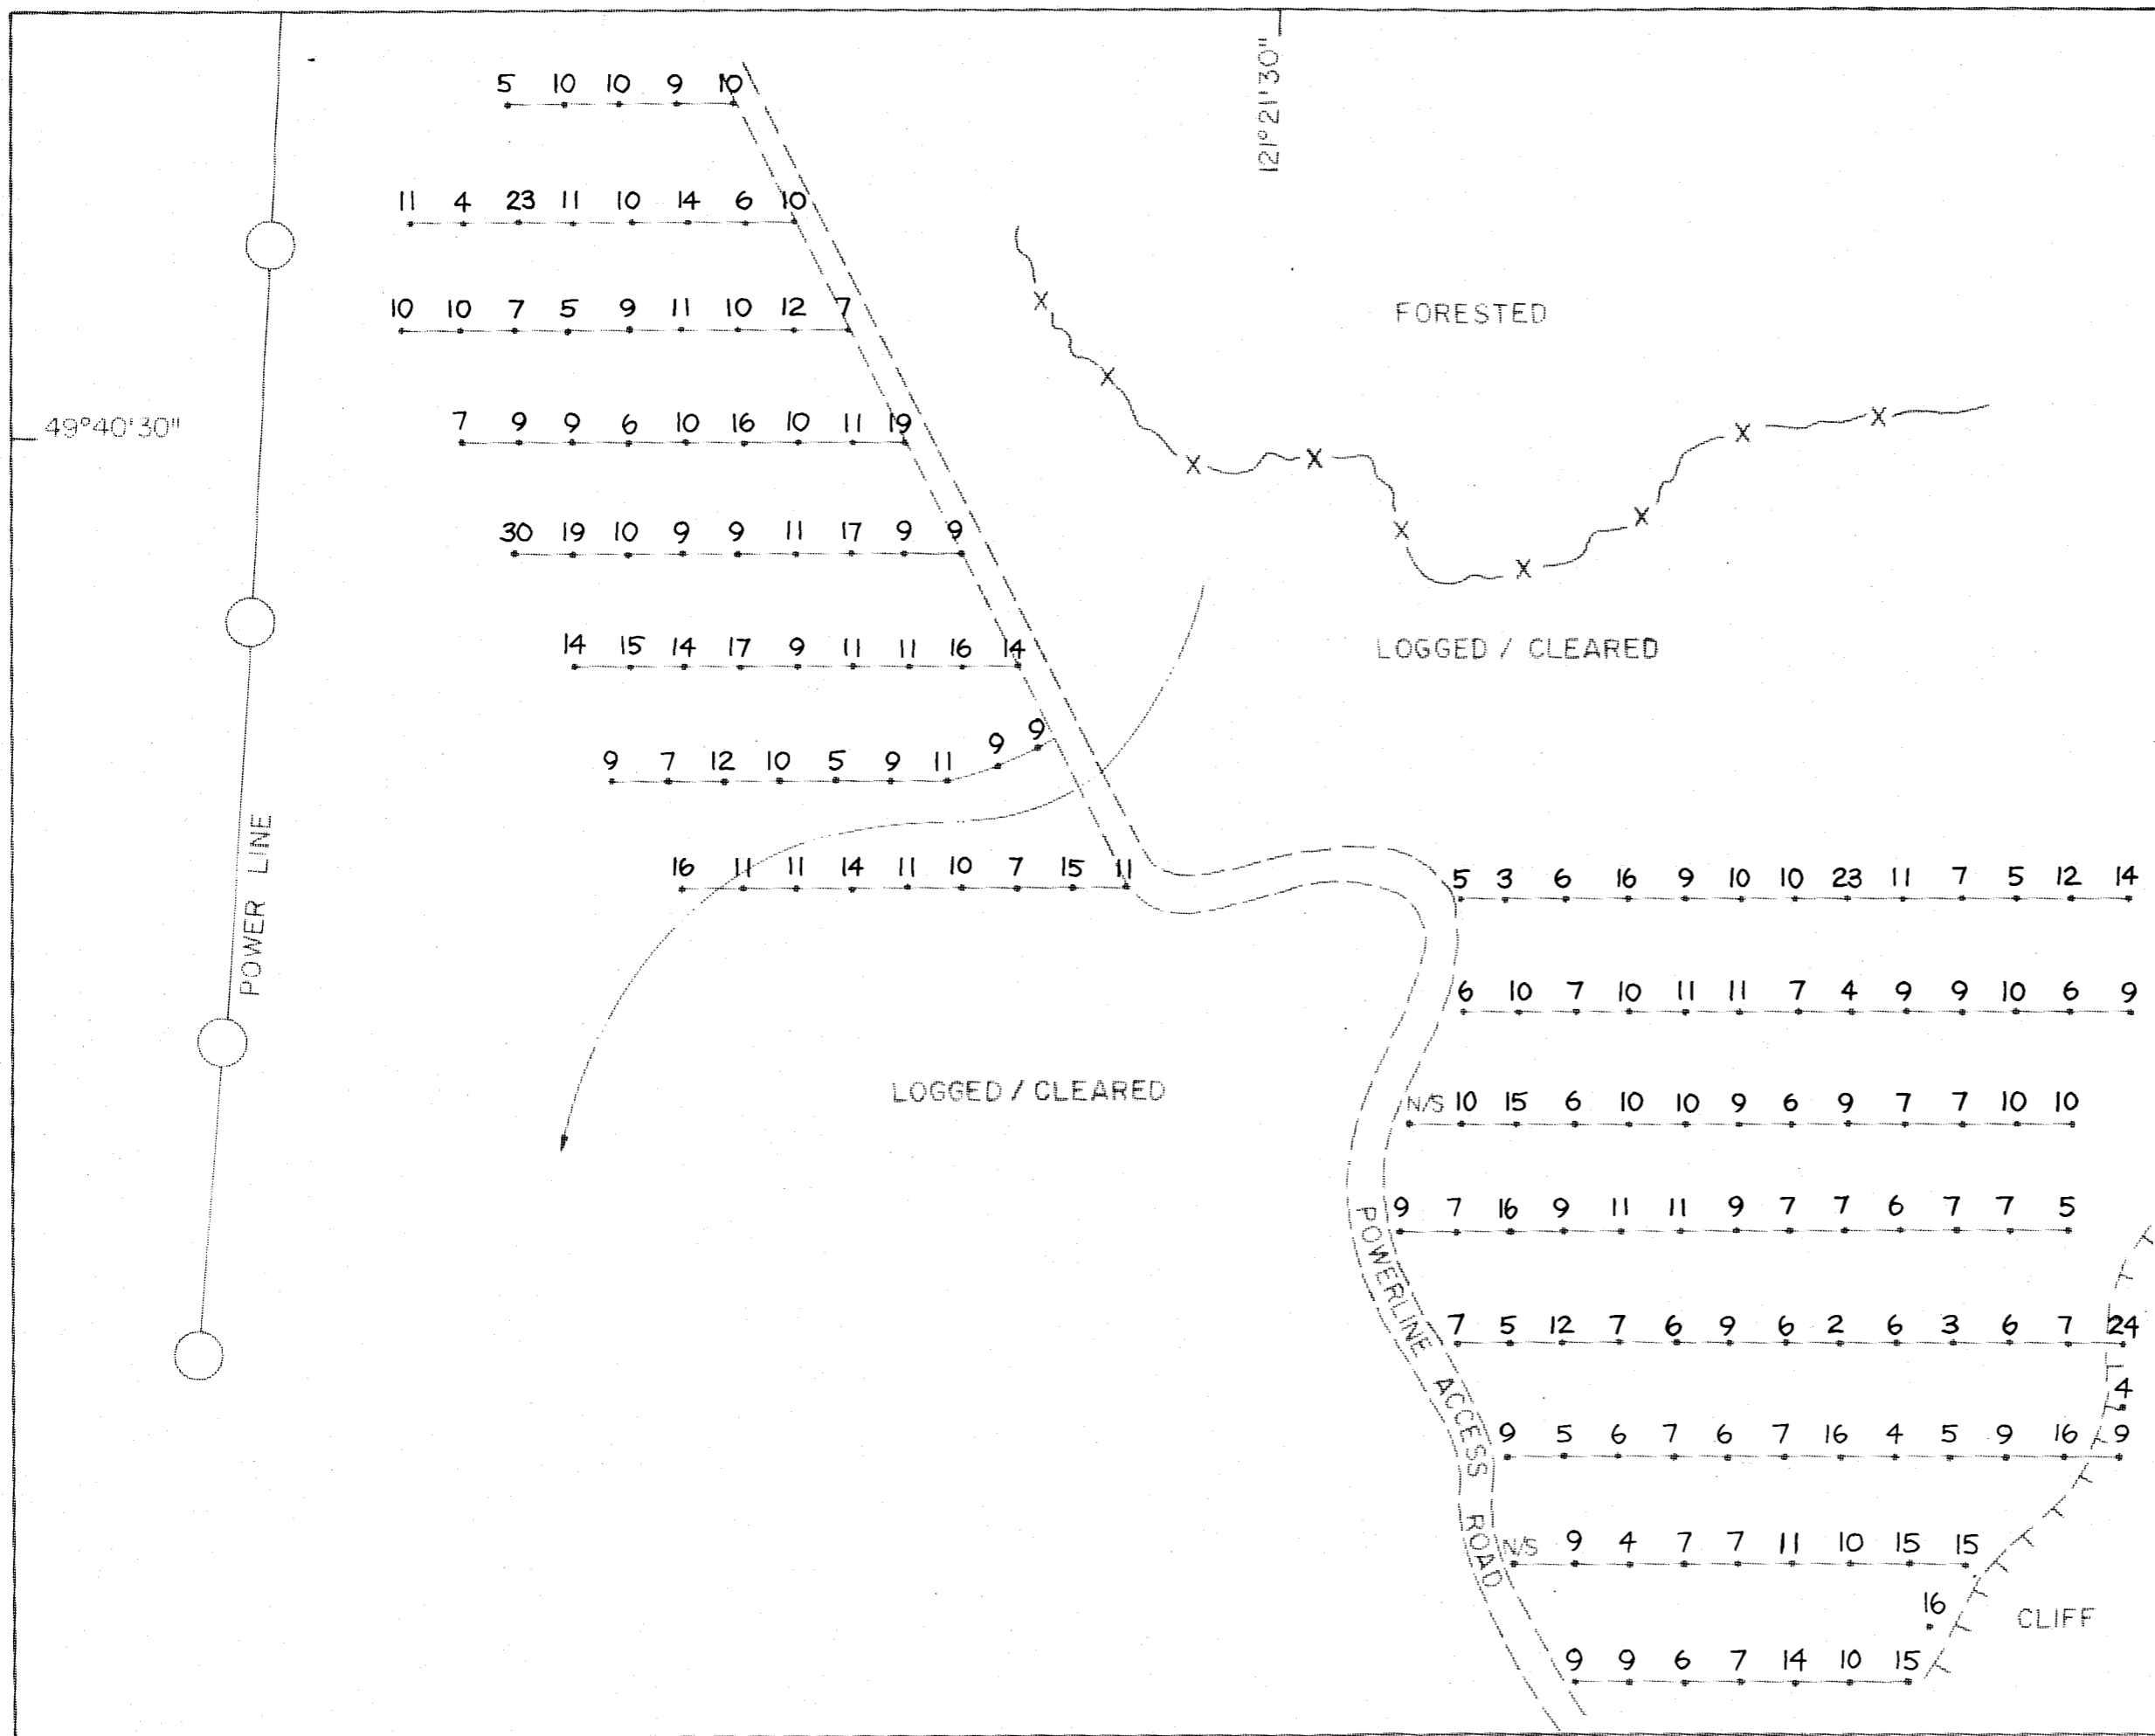 121°21'30"
5 10 10 9 10
11 4 23 11 10 14 6 10
10 10 7 5 9 11 10 12 7
FORESTED
49°40'30"
7 9 9 6 10 16 10 11 19
30 19 10 9 9 11 17 9 9
14 15 14 17 9 11 11 16 14
LOGGED / CLEARED
9 7 12 10 5 9 11 9 9
POWER LINE
16 11 11 14 11 10 7 15 11
5 3 6 16 9 10 10 23 11 7 5 12 14
6 10 7 10 11 11 7 4 9 9 10 6 9
LOGGED / CLEARED
N/S 10 15 6 10 10 9 6 9 7 7 10 10
9 7 16 9 11 11 9 7 7 6 7 7 5
POWERLINE ACCESS ROAD
7 5 12 7 6 9 6 2 6 3 6 7 24
4
9 5 6 7 6 7 16 4 5 9 16 9
N/S 9 4 7 7 11 10 15 15
16
CLIFF
9 9 6 7 14 10 15